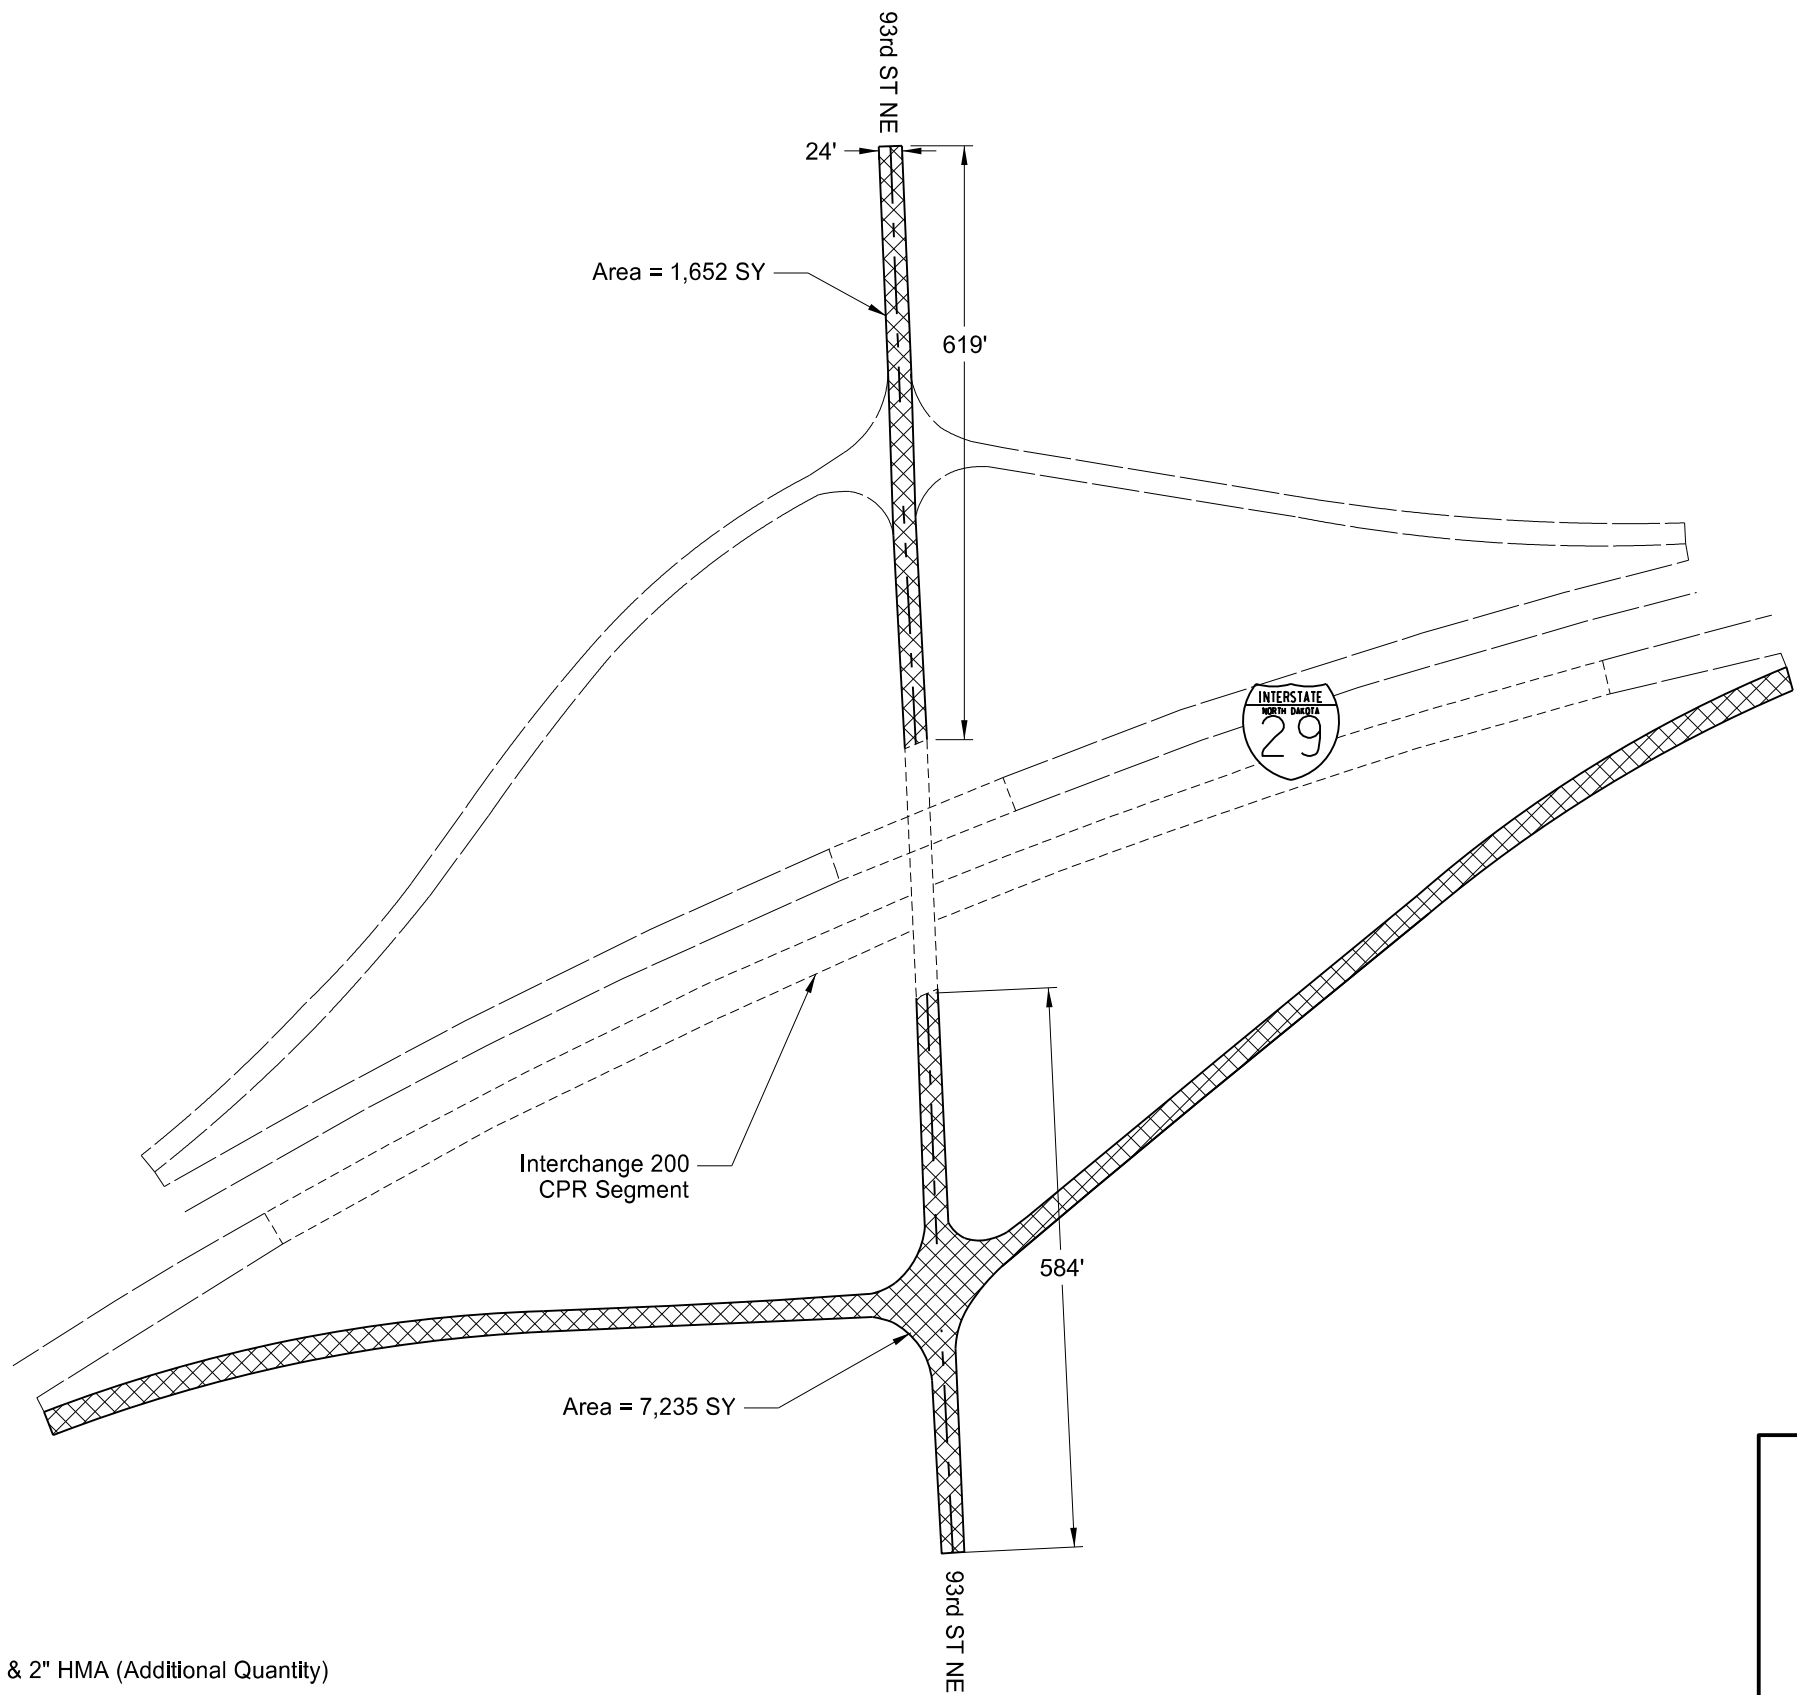 93rd ST NE
24'
Area = 1,652 SY
619'
INTERSTATE
NORTH DAKOTA
29
Interchange 200
CPR Segment
584'
Area = 7,235 SY
93rd ST NE
& 2" HMA (Additional Quantity)